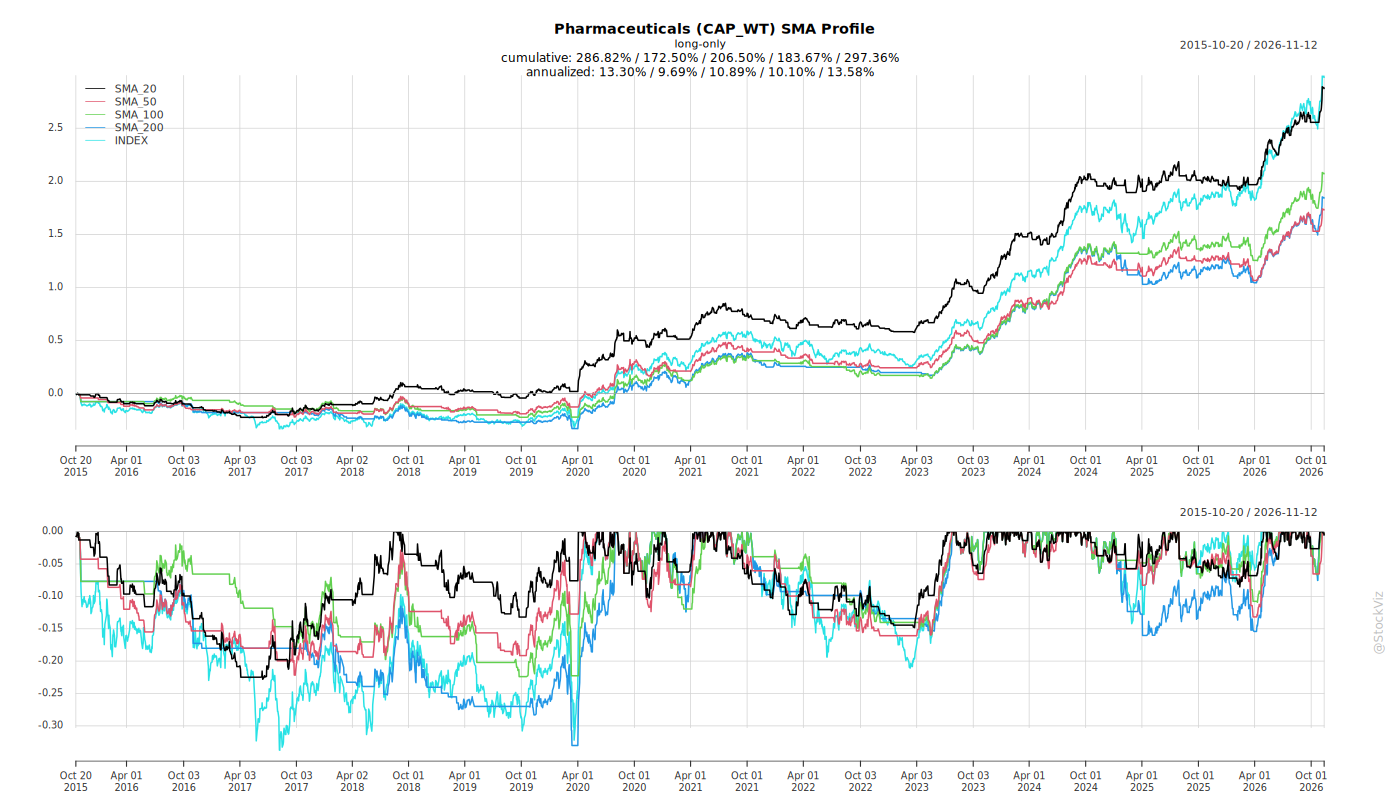 Pharmaceuticals (CAP_WT) SMA Profile
long-only
cumulative: 286.82% / 172.50% / 206.50% / 183.67% / 297.36%
annualized: 13.30% / 9.69% / 10.89% / 10.10% / 13.58%
2015-10-20 / 2026-11-12
SMA_20
SMA_50
SMA_100
SMA_200
INDEX
2.5
2.0
1.5
1.0
0.5
0.0
Oct 20 Apr 01 Oct 03 Apr 03 Oct 03 Apr 02 Oct 01 Apr 01 Oct 01 Apr 01 Oct 01 Apr 01 Oct 01 Apr 01 Oct 03 Apr 03 Oct 03 Apr 01 Oct 01 Apr 01 Oct 01 Apr 01 Oct 01
2015 2016 2016 2017 2017 2018 2018 2019 2019 2020 2020 2021 2021 2022 2022 2023 2023 2024 2024 2025 2025 2026 2026
2015-10-20 / 2026-11-12
0.00
-0.05
-0.10
-0.15
-0.20
-0.25
-0.30
Oct 20 Apr 01 Oct 03 Apr 03 Oct 03 Apr 02 Oct 01 Apr 01 Oct 01 Apr 01 Oct 01 Apr 01 Oct 01 Apr 01 Oct 03 Apr 03 Oct 03 Apr 01 Oct 01 Apr 01 Oct 01 Apr 01 Oct 01
2015 2016 2016 2017 2017 2018 2018 2019 2019 2020 2020 2021 2021 2022 2022 2023 2023 2024 2024 2025 2025 2026 2026
@StockViz